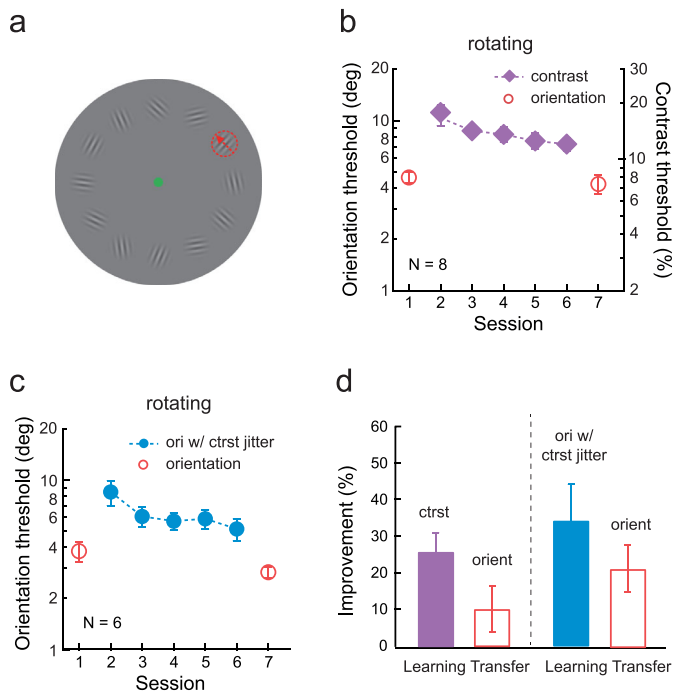 a
b
rotating
Orientation threshold (deg)
20
10
8
6
4
2
1
contrast
orientation
30
20
10
8
6
4
2
Contrast threshold (%)
N = 8
1 2 3 4 5 6 7
Session
c
rotating
Orientation threshold (deg)
20
10
8
6
4
2
1
ori w/ ctrst jitter
orientation
N = 6
1 2 3 4 5 6 7
Session
d
Improvement (%)
60
50
40
30
20
10
0
ctrst
orient
ori w/
ctrst jitter
orient
Learning Transfer Learning Transfer